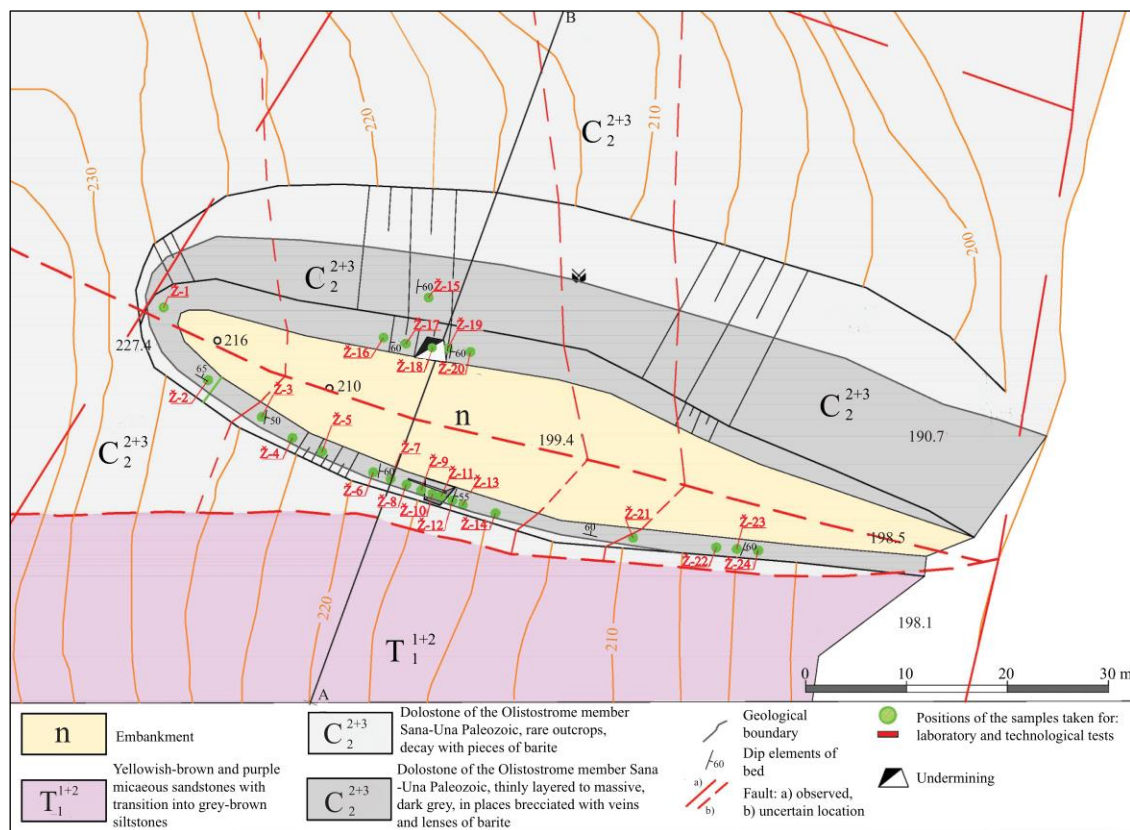 B
C 2+3 2
220
210
230
200
C 2+3 2
Ž-1
60
Ž-15
Ž-17
Ž-19
216
227.4
Ž-16
60
Ž-18
60
Ž-20
65
Ž-2
Ž-3
210
50
Ž-5
n
C 2+3 2
C 2+3 2
Ž-4
199.4
190.7
60
Ž-7
Ž-9
Ž-11
Ž-13
55
Ž-6
Ž-8
Ž-10
Ž-12
Ž-14
60
Ž-21
Ž-23
198.5
60
Ž-22
Ž-24
220
210
T 1+2 1
198.1
A
0 10 20 30 m
n
Embankment
T 1+2 1
Yellowish-brown and purple
micaceous sandstones with
transition into grey-brown
siltstones
C 2+3 2
Dolostone of the Olistostrome member
Sana-Una Paleozoic, rare outcrops,
decay with pieces of barite
C 2+3 2
Dolostone of the Olistostrome member Sana
-Una Paleozoic, thinly layered to massive,
dark grey, in places brecciated with veins
and lenses of barite
Geological
boundary
60
Dip elements of
bed
a)
b)
Fault: a) observed,
b) uncertain location
Positions of the samples taken for:
laboratory and technological tests
Undermining